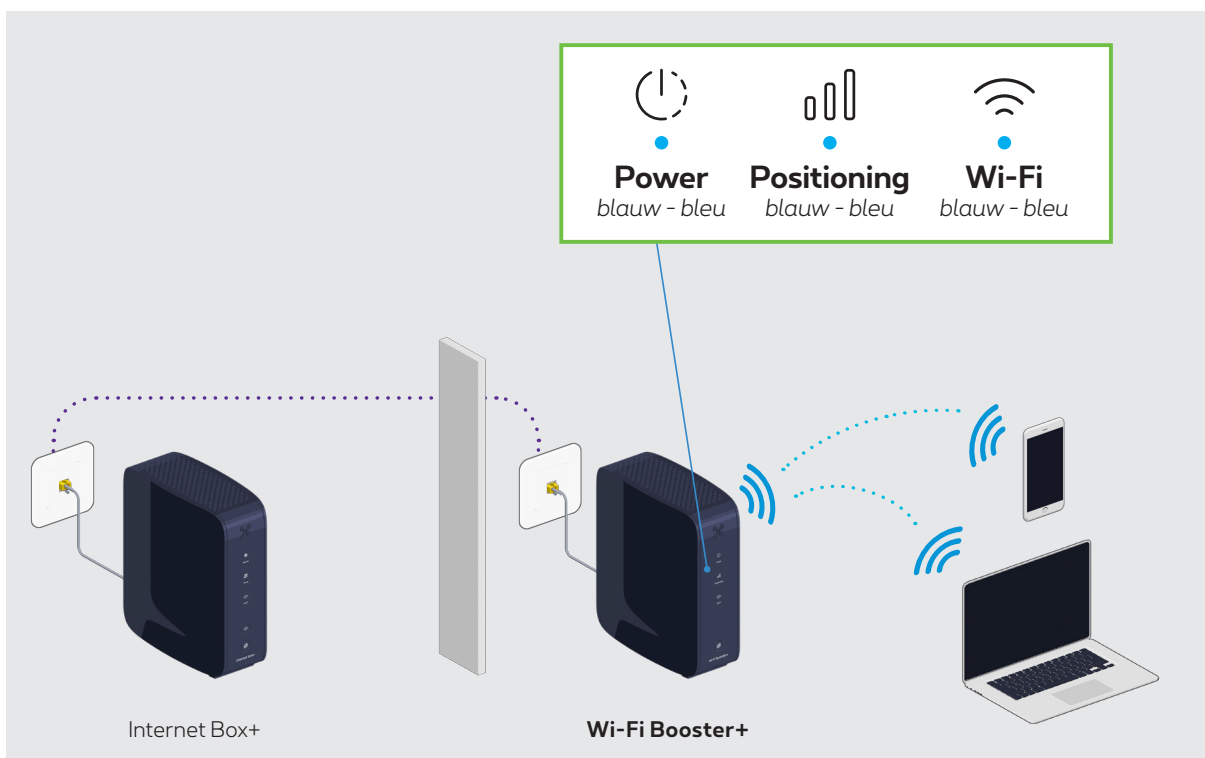 Power
blauw - bleu
Positioning
blauw - bleu
Wi-Fi
blauw - bleu
Internet Box+
Wi-Fi Booster+